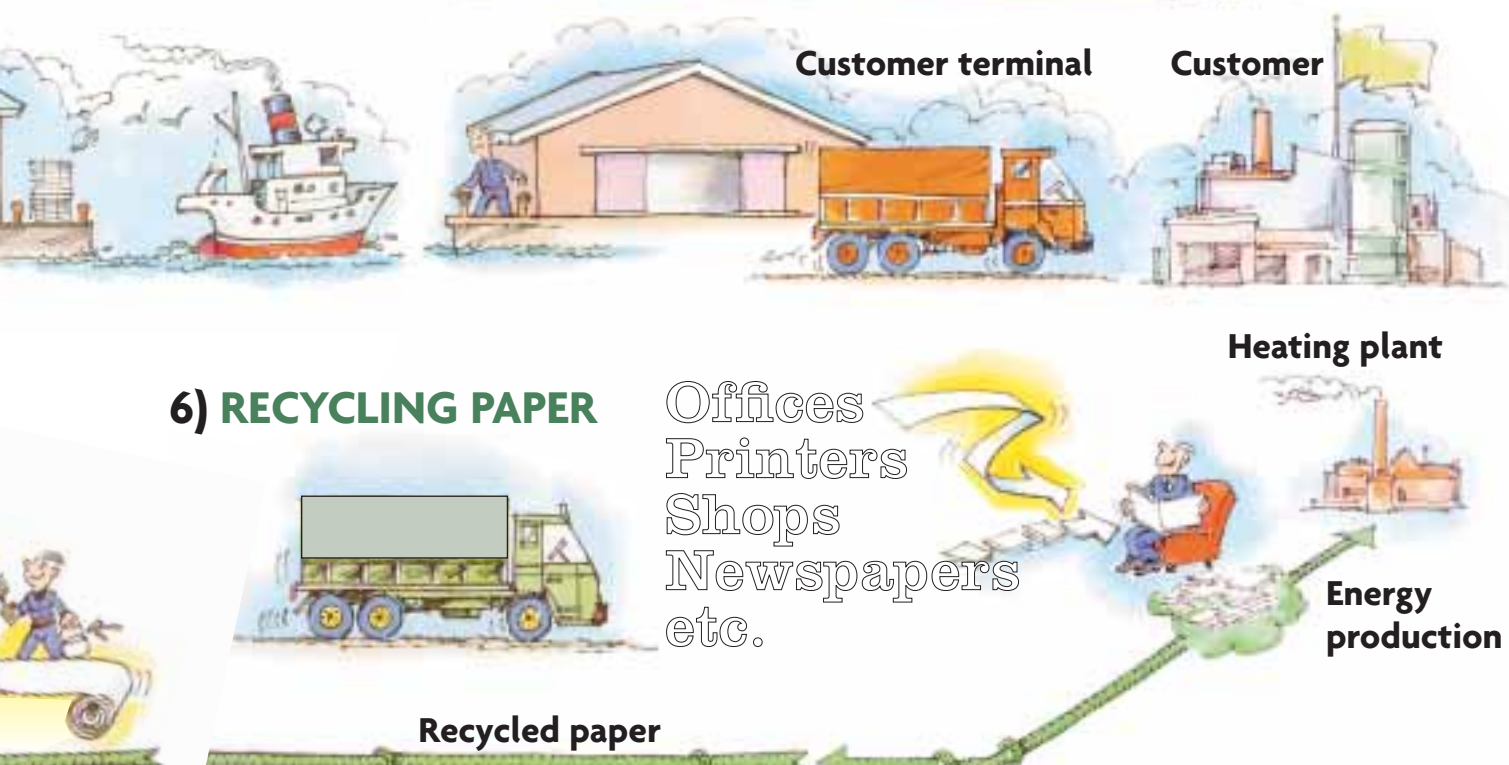 Customer terminal
Customer
Heating plant
6) RECYCLING PAPER
Offices
Printers
Shops
Newspapers
etc.
Energy
production
Recycled paper